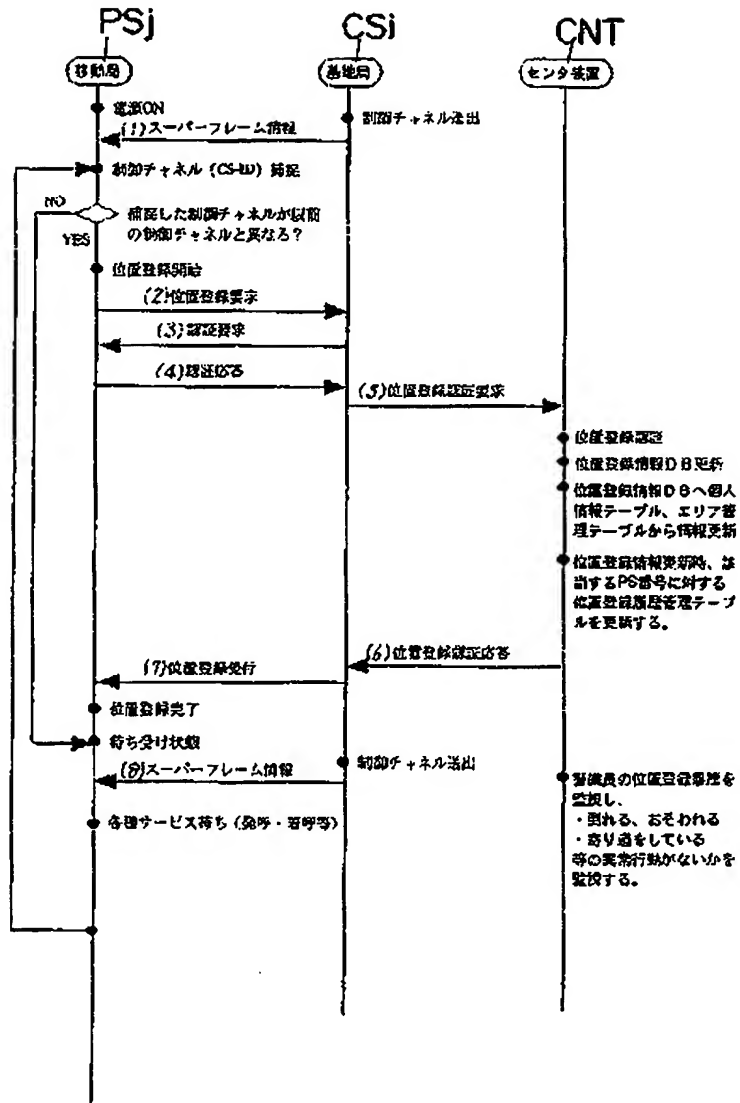 PSj
CSi
CNT
移動局
基地局
センタ装置
電源ON
制御チャネル送出
(1)スーパーフレーム情報
制御チャネル (CS-ID) 捕捉
NO
捕捉した制御チャネルが以前
の制御チャネルと異なる?
YES
位置登録開始
(2)位置登録要求
(3)認証要求
(4)認証応答
(5)位置登録認証要求
位置登録認証
位置登録情報DB更新
位置登録情報DBへ個人
情報テーブル、エリア管
理テーブルから情報更新
位置登録情報更新時、該
当するPS番号に対する
位置登録履歴管理テーブ
ルを更新する。
(6)位置登録認証応答
(7)位置登録受付
位置登録完了
待ち受け状態
制御チャネル送出
(8)スーパーフレーム情報
各種サービス待ち (発呼・着呼等)
警備員の位置登録履歴を
監視し、
・倒れる、おそわれる
・寄り道をしている
等の異常行動がないかを
監視する。